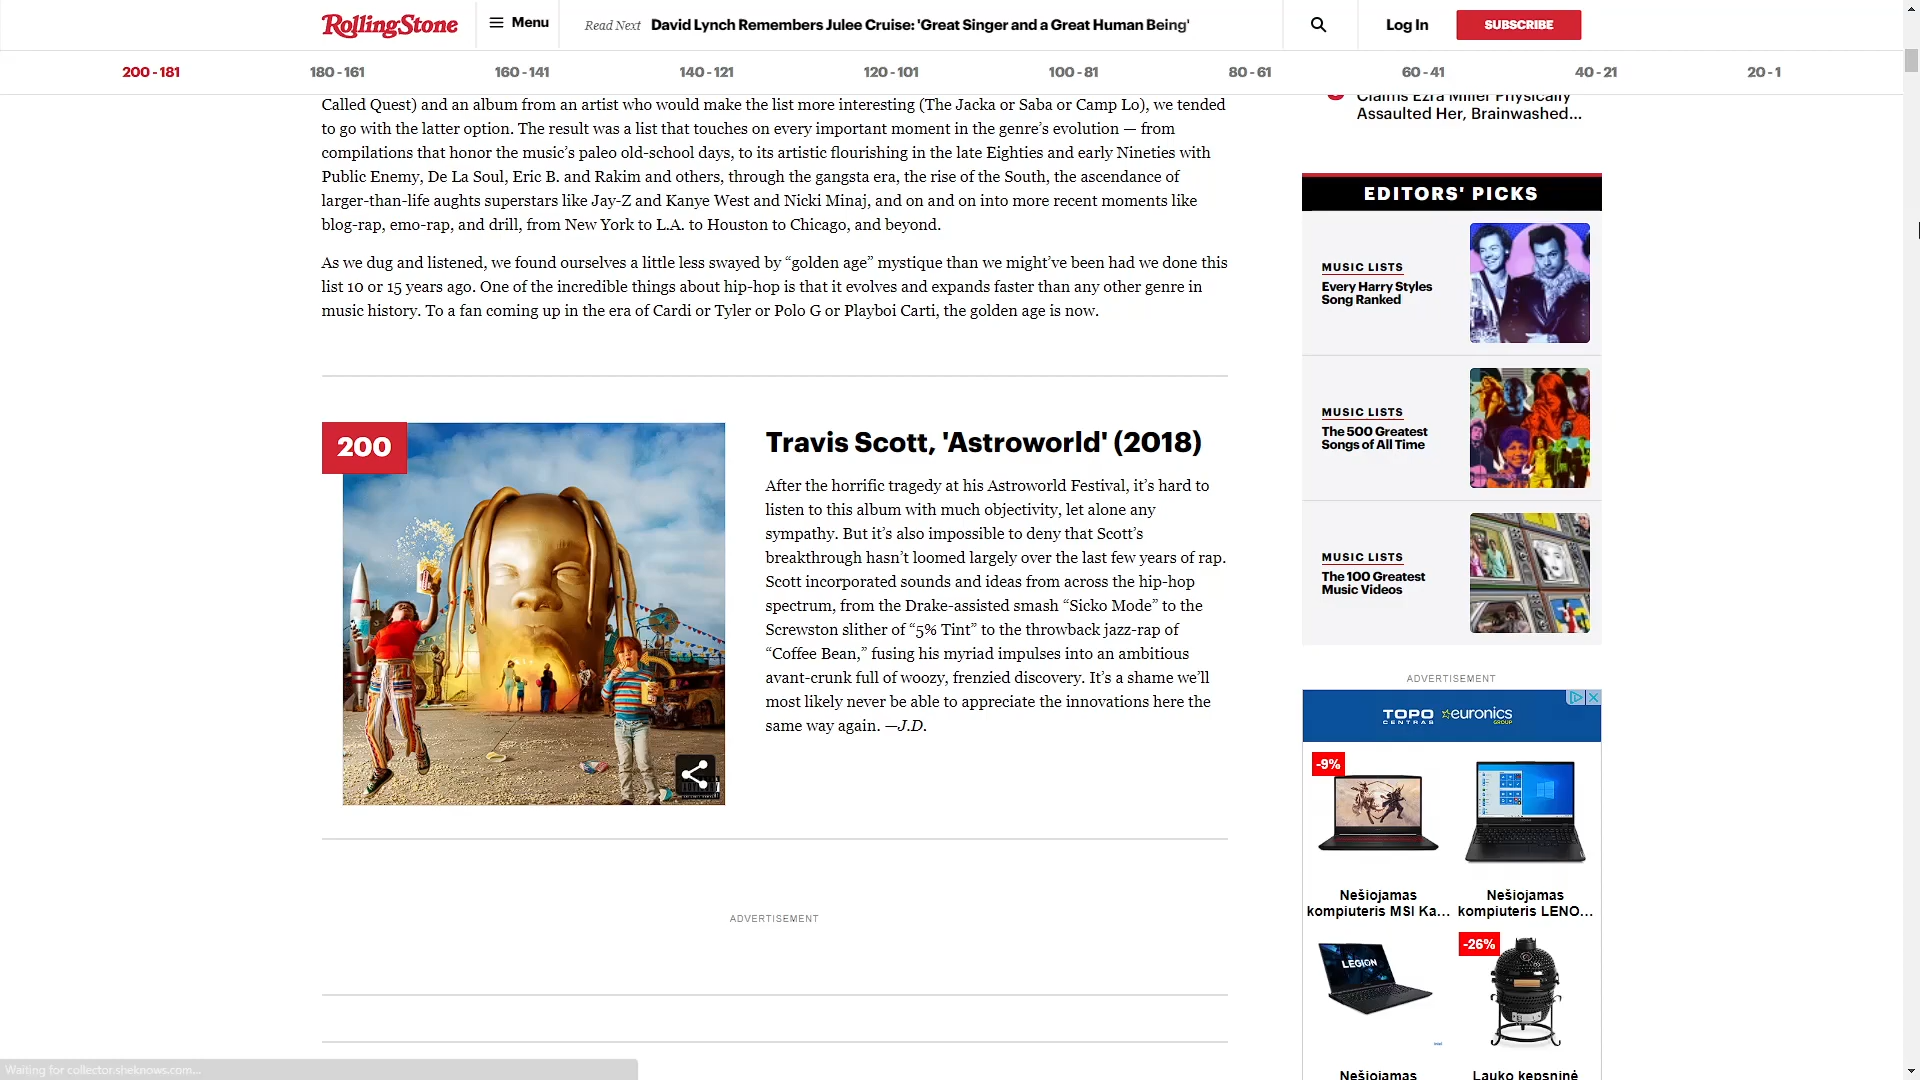 RollingStone
Menu
Read Next
David Lynch Remembers Julee Cruise: 'Great Singer and a Great Human Being'
Log In
SUBSCRIBE
200 - 181
180 - 161
160 - 141
140 - 121
120 - 101
100 - 81
80 - 61
60 - 41
40 - 21
20 - 1
Called Quest) and an album from an artist who would make the list more interesting (The Jacka or Saba or Camp Lo), we tended
to go with the latter option. The result was a list that touches on every important moment in the genre’s evolution — from
compilations that honor the music’s paleo old-school days, to its artistic flourishing in the late Eighties and early Nineties with
Public Enemy, De La Soul, Eric B. and Rakim and others, through the gangsta era, the rise of the South, the ascendance of
larger-than-life aughts superstars like Jay-Z and Kanye West and Nicki Minaj, and on and on into more recent moments like
blog-rap, emo-rap, and drill, from New York to L.A. to Houston to Chicago, and beyond.
As we dug and listened, we found ourselves a little less swayed by “golden age” mystique than we might’ve been had we done this
list 10 or 15 years ago. One of the incredible things about hip-hop is that it evolves and expands faster than any other genre in
music history. To a fan coming up in the era of Cardi or Tyler or Polo G or Playboi Carti, the golden age is now.
200
Travis Scott, 'Astroworld' (2018)
After the horrific tragedy at his Astroworld Festival, it’s hard to
listen to this album with much objectivity, let alone any
sympathy. But it’s also impossible to deny that Scott’s
breakthrough hasn’t loomed largely over the last few years of rap.
Scott incorporated sounds and ideas from across the hip-hop
spectrum, from the Drake-assisted smash “Sicko Mode” to the
Screwston slither of “5% Tint” to the throwback jazz-rap of
“Coffee Bean,” fusing his myriad impulses into an ambitious
avant-crunk full of woozy, frenzied discovery. It’s a shame we’ll
most likely never be able to appreciate the innovations here the
same way again. —J.D.
ADVERTISEMENT
Claims Ezra Miller Physically
Assaulted Her, Brainwashed...
EDITORS' PICKS
MUSIC LISTS
Every Harry Styles
Song Ranked
MUSIC LISTS
The 500 Greatest
Songs of All Time
MUSIC LISTS
The 100 Greatest
Music Videos
ADVERTISEMENT
TOPO CENTRAS
euronics GROUP
-9%
Nešiojamas
kompiuteris MSI Ka...
Nešiojamas
kompiuteris LENO...
LEGION
-26%
Nešiojamas
Lauko kepsninė
Waiting for collector.sheknows.com...